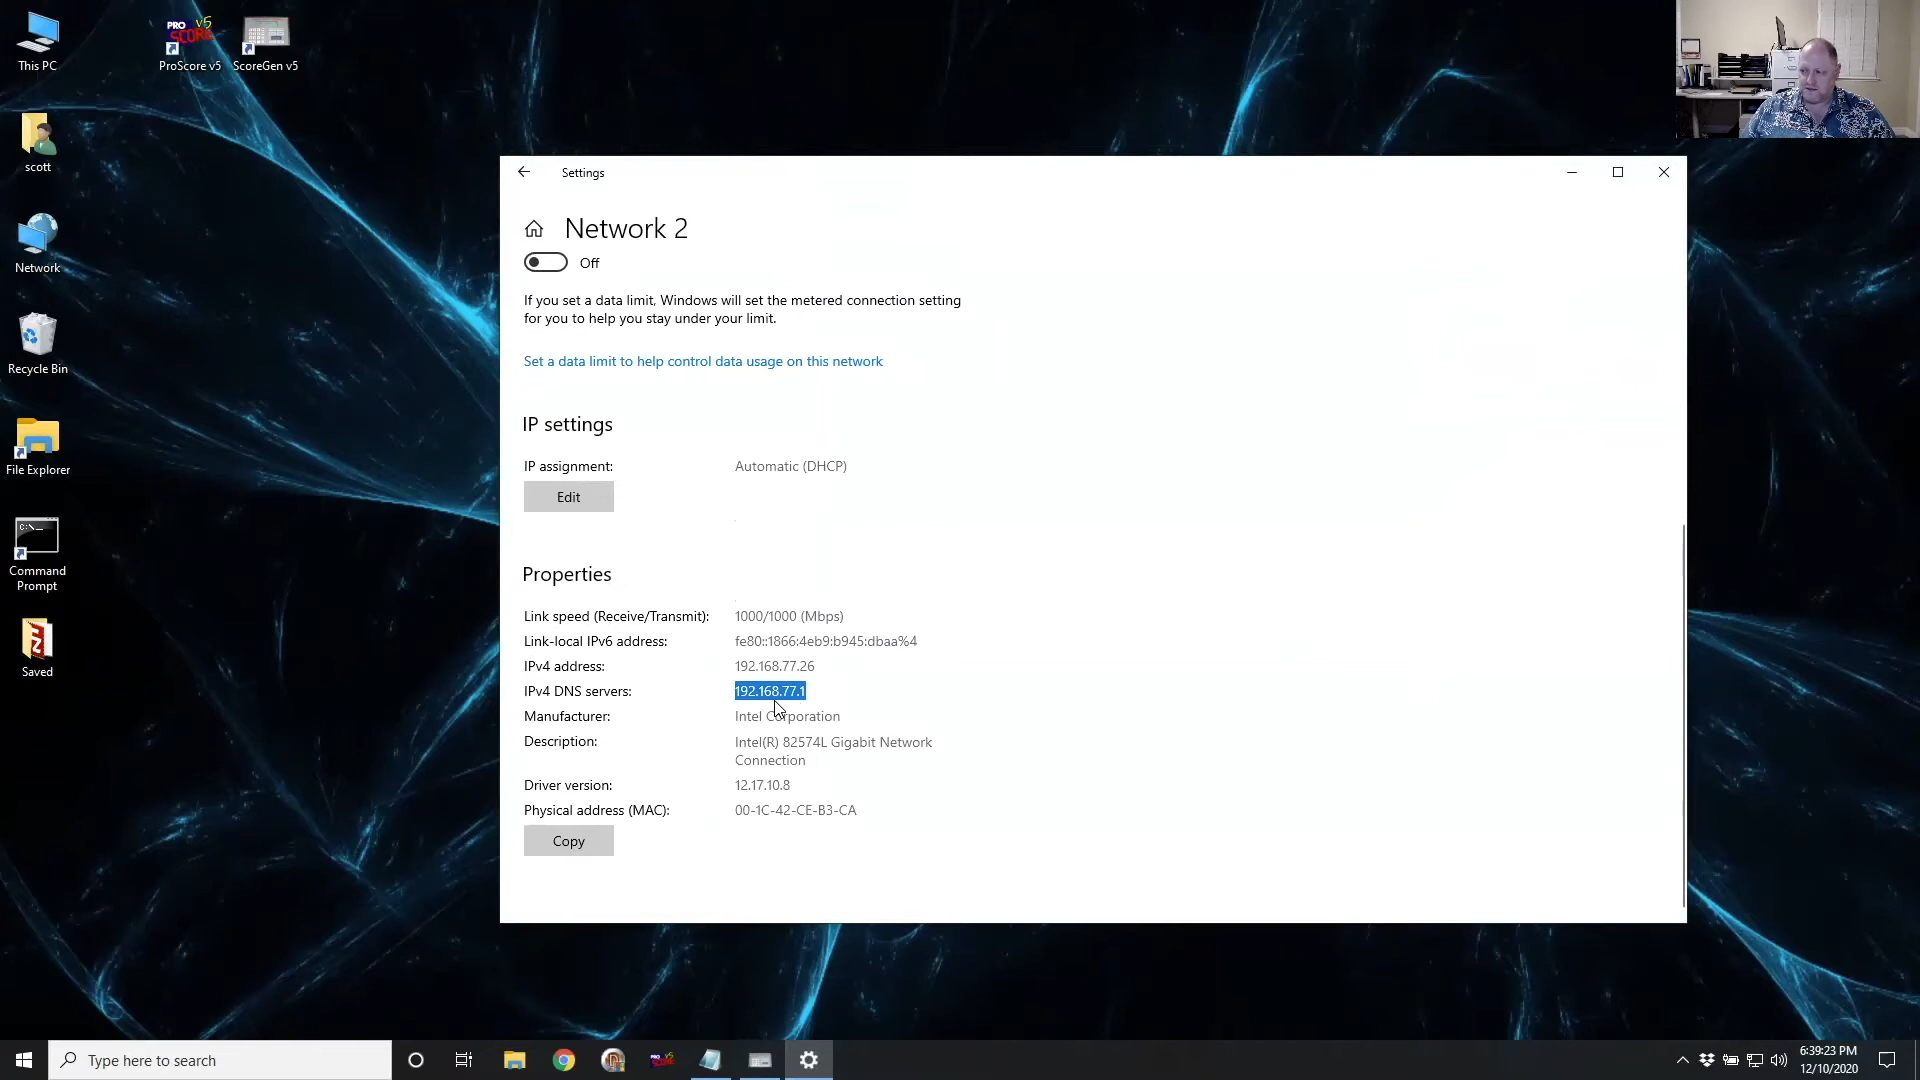 This PC
ProScore v5
ScoreGen v5
scott
Network
Recycle Bin
File Explorer
Command
Prompt
Saved
Settings
Network 2
Off
If you set a data limit, Windows will set the metered connection setting
for you to help you stay under your limit.
Set a data limit to help control data usage on this network
IP settings
IP assignment: Automatic (DHCP)
Edit
Properties
Link speed (Receive/Transmit): 1000/1000 (Mbps)
Link-local IPv6 address: fe80::1866:4eb9:b945:dbaa%4
IPv4 address: 192.168.77.26
IPv4 DNS servers: 192.168.77.1
Manufacturer: Intel Corporation
Description: Intel(R) 82574L Gigabit Network
Connection
Driver version: 12.17.10.8
Physical address (MAC): 00-1C-42-CE-B3-CA
Copy
Type here to search
6:39:23 PM
12/10/2020